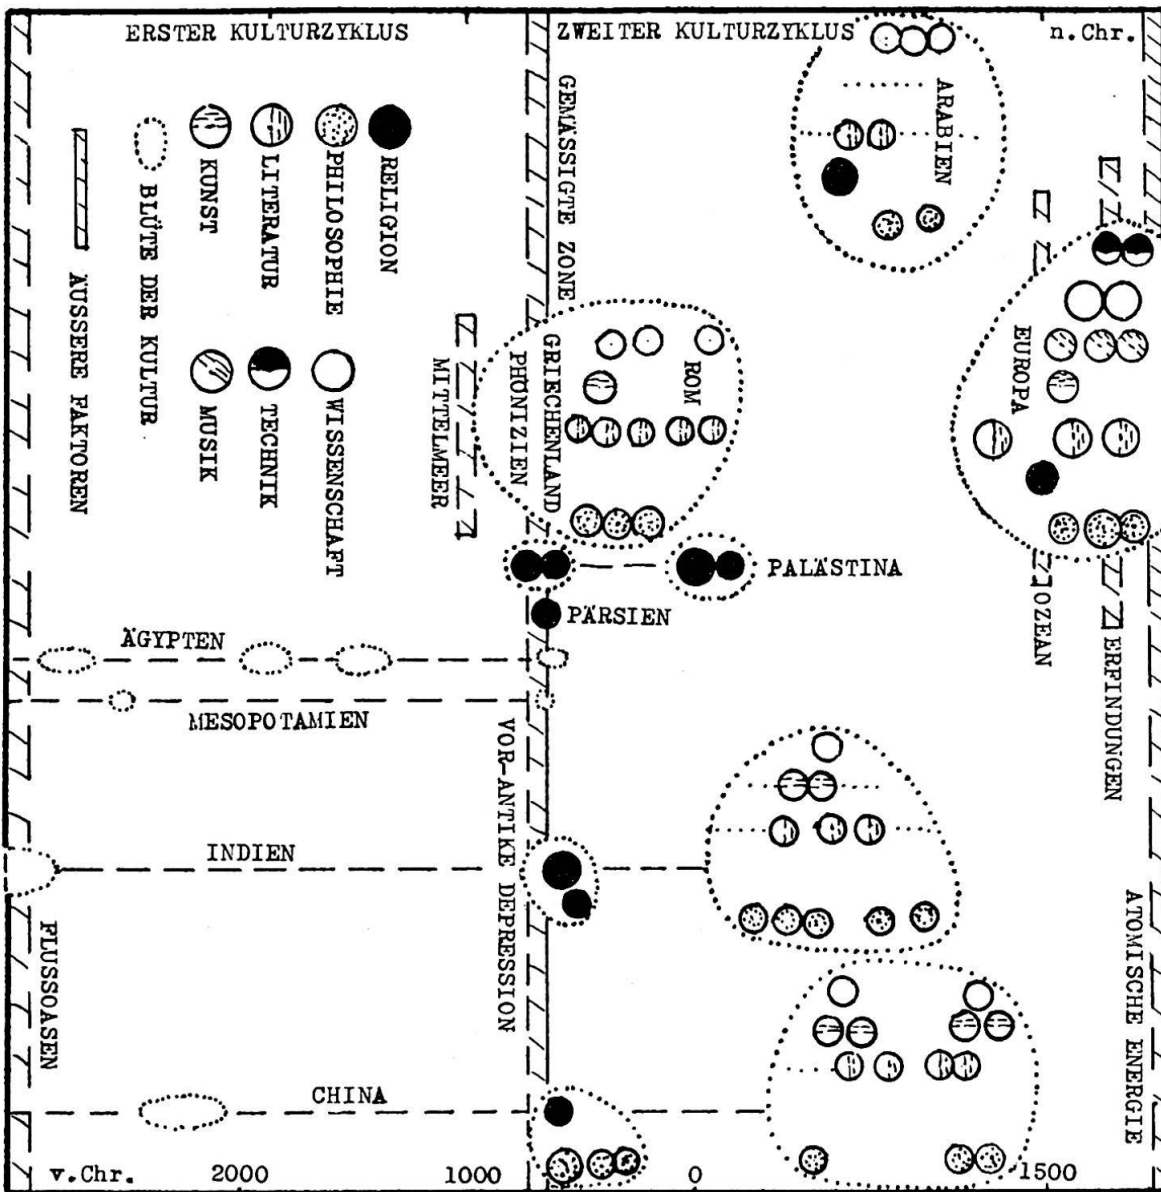 ERSTER KULTURZYKLUS
ZWEITER KULTURZYKLUS
n.Chr.
RELIGION
PHILOSOPHIE
LITERATUR
KUNST
WISSENSCHAFT
TECHNIK
MUSIK
BLÜTE DER KULTUR
ÄUSSERE FAKTOREN
GEMÄSSIGTE ZONE
ARABIEN
MITTELMEER
PHÖNIZIEN
GRIECHENLAND
ROM
EUROPA
PALÄSTINA
PÄRSIEN
OZEAN
ERFINDUNGEN
ÄGYPTEN
MESOPOTAMIEN
VOR-ANTIKE DEPRESSION
INDIEN
FLUSSOASEN
ATOMISCHE ENERGIE
CHINA
v.Chr.
2000
1000
0
1500